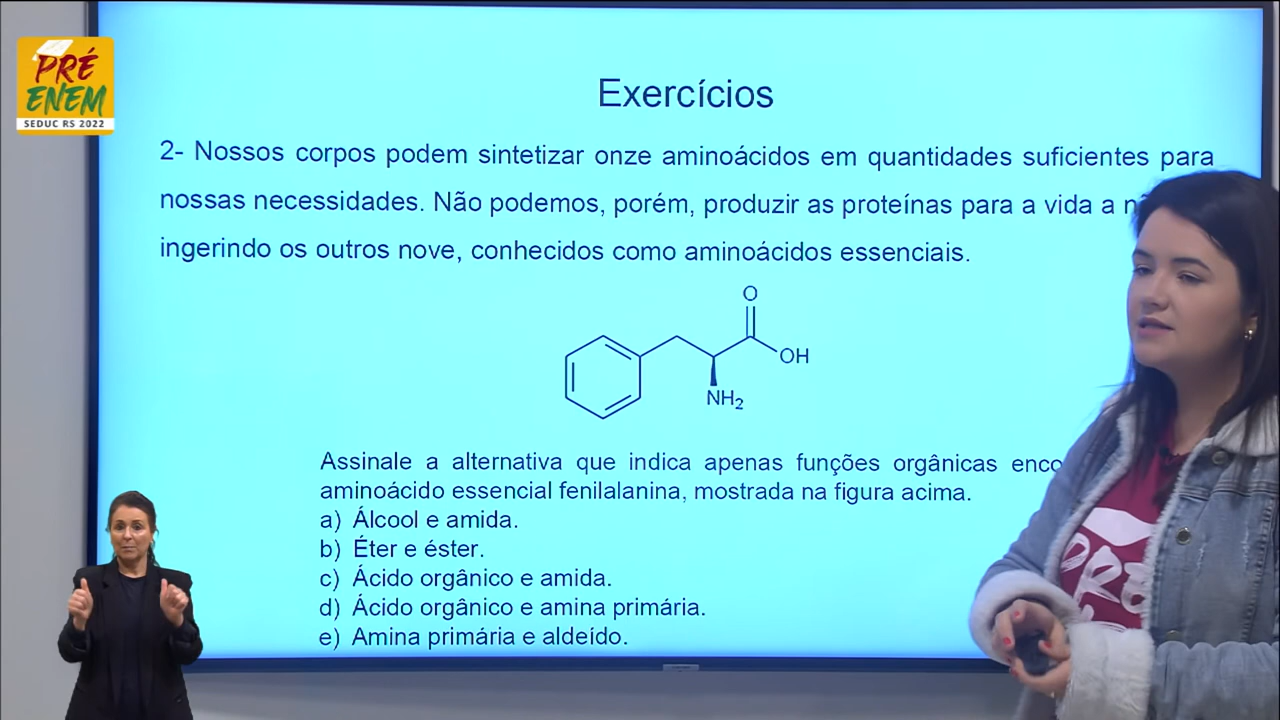 PRÉ
ENEM
SEDUC RS 2022
Exercícios
2- Nossos corpos podem sintetizar onze aminoácidos em quantidades suficientes para
nossas necessidades. Não podemos, porém, produzir as proteínas para a vida a
ingerindo os outros nove, conhecidos como aminoácidos essenciais.
O
OH
NH2
Assinale a alternativa que indica apenas funções orgânicas
aminoácido essencial fenilalanina, mostrada na figura acima.
a) Álcool e amida.
b) Éter e éster.
c) Ácido orgânico e amida.
d) Ácido orgânico e amina primária.
e) Amina primária e aldeído.